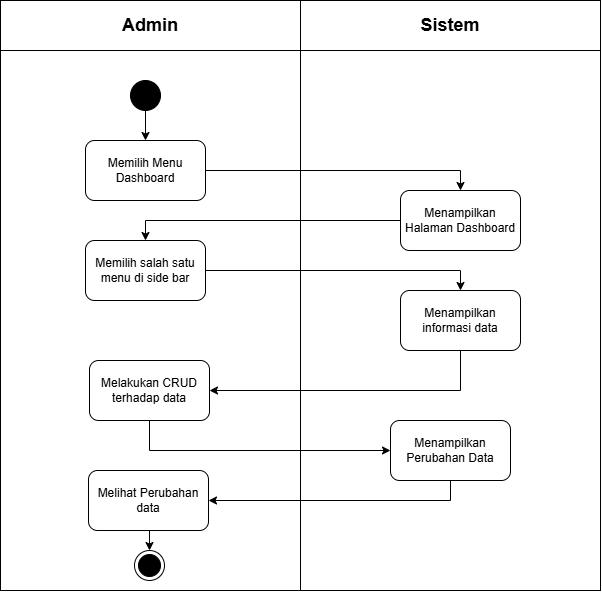 Admin
Sistem
Memilih Menu
Dashboard
Menampilkan
Halaman Dashboard
Memilih salah satu
menu di side bar
Menampilkan
informasi data
Melakukan CRUD
terhadap data
Menampilkan
Perubahan Data
Melihat Perubahan
data